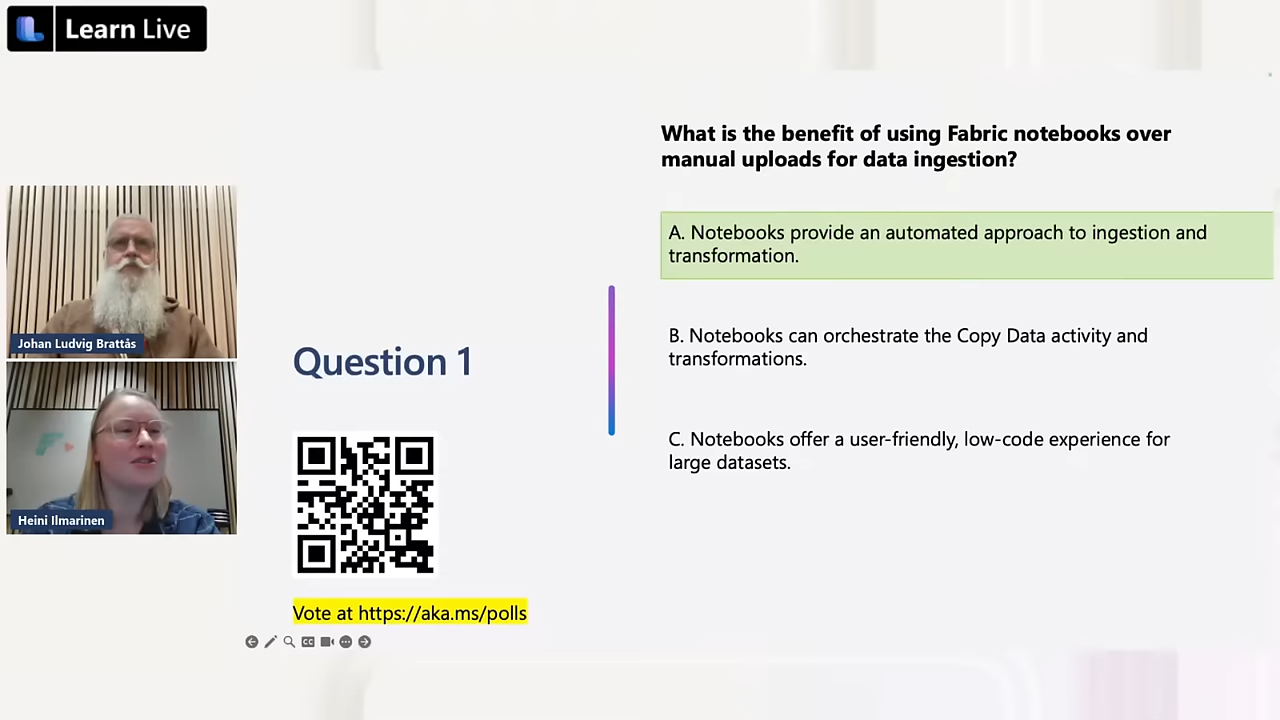 Learn Live
What is the benefit of using Fabric notebooks over
manual uploads for data ingestion?
A. Notebooks provide an automated approach to ingestion and
transformation.
B. Notebooks can orchestrate the Copy Data activity and
transformations.
C. Notebooks offer a user-friendly, low-code experience for
large datasets.
Johan Ludvig Brattås
Heini Ilmarinen
Question 1
Vote at https://aka.ms/polls
CC